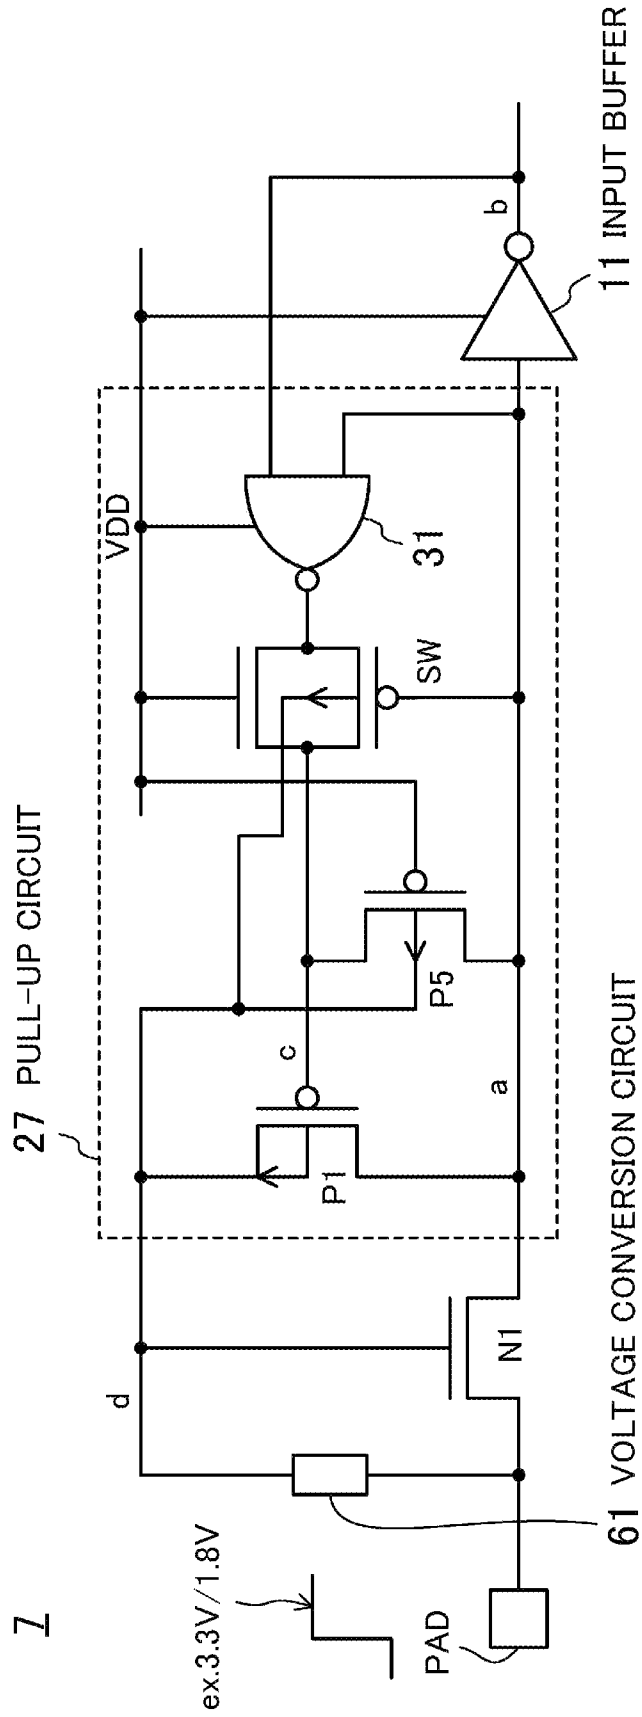 7
27 PULL-UP CIRCUIT
VDD
d
ex.3.3V/1.8V
c
P1
P5
SW
31
b
N1
a
PAD
11 INPUT BUFFER
61 VOLTAGE CONVERSION CIRCUIT